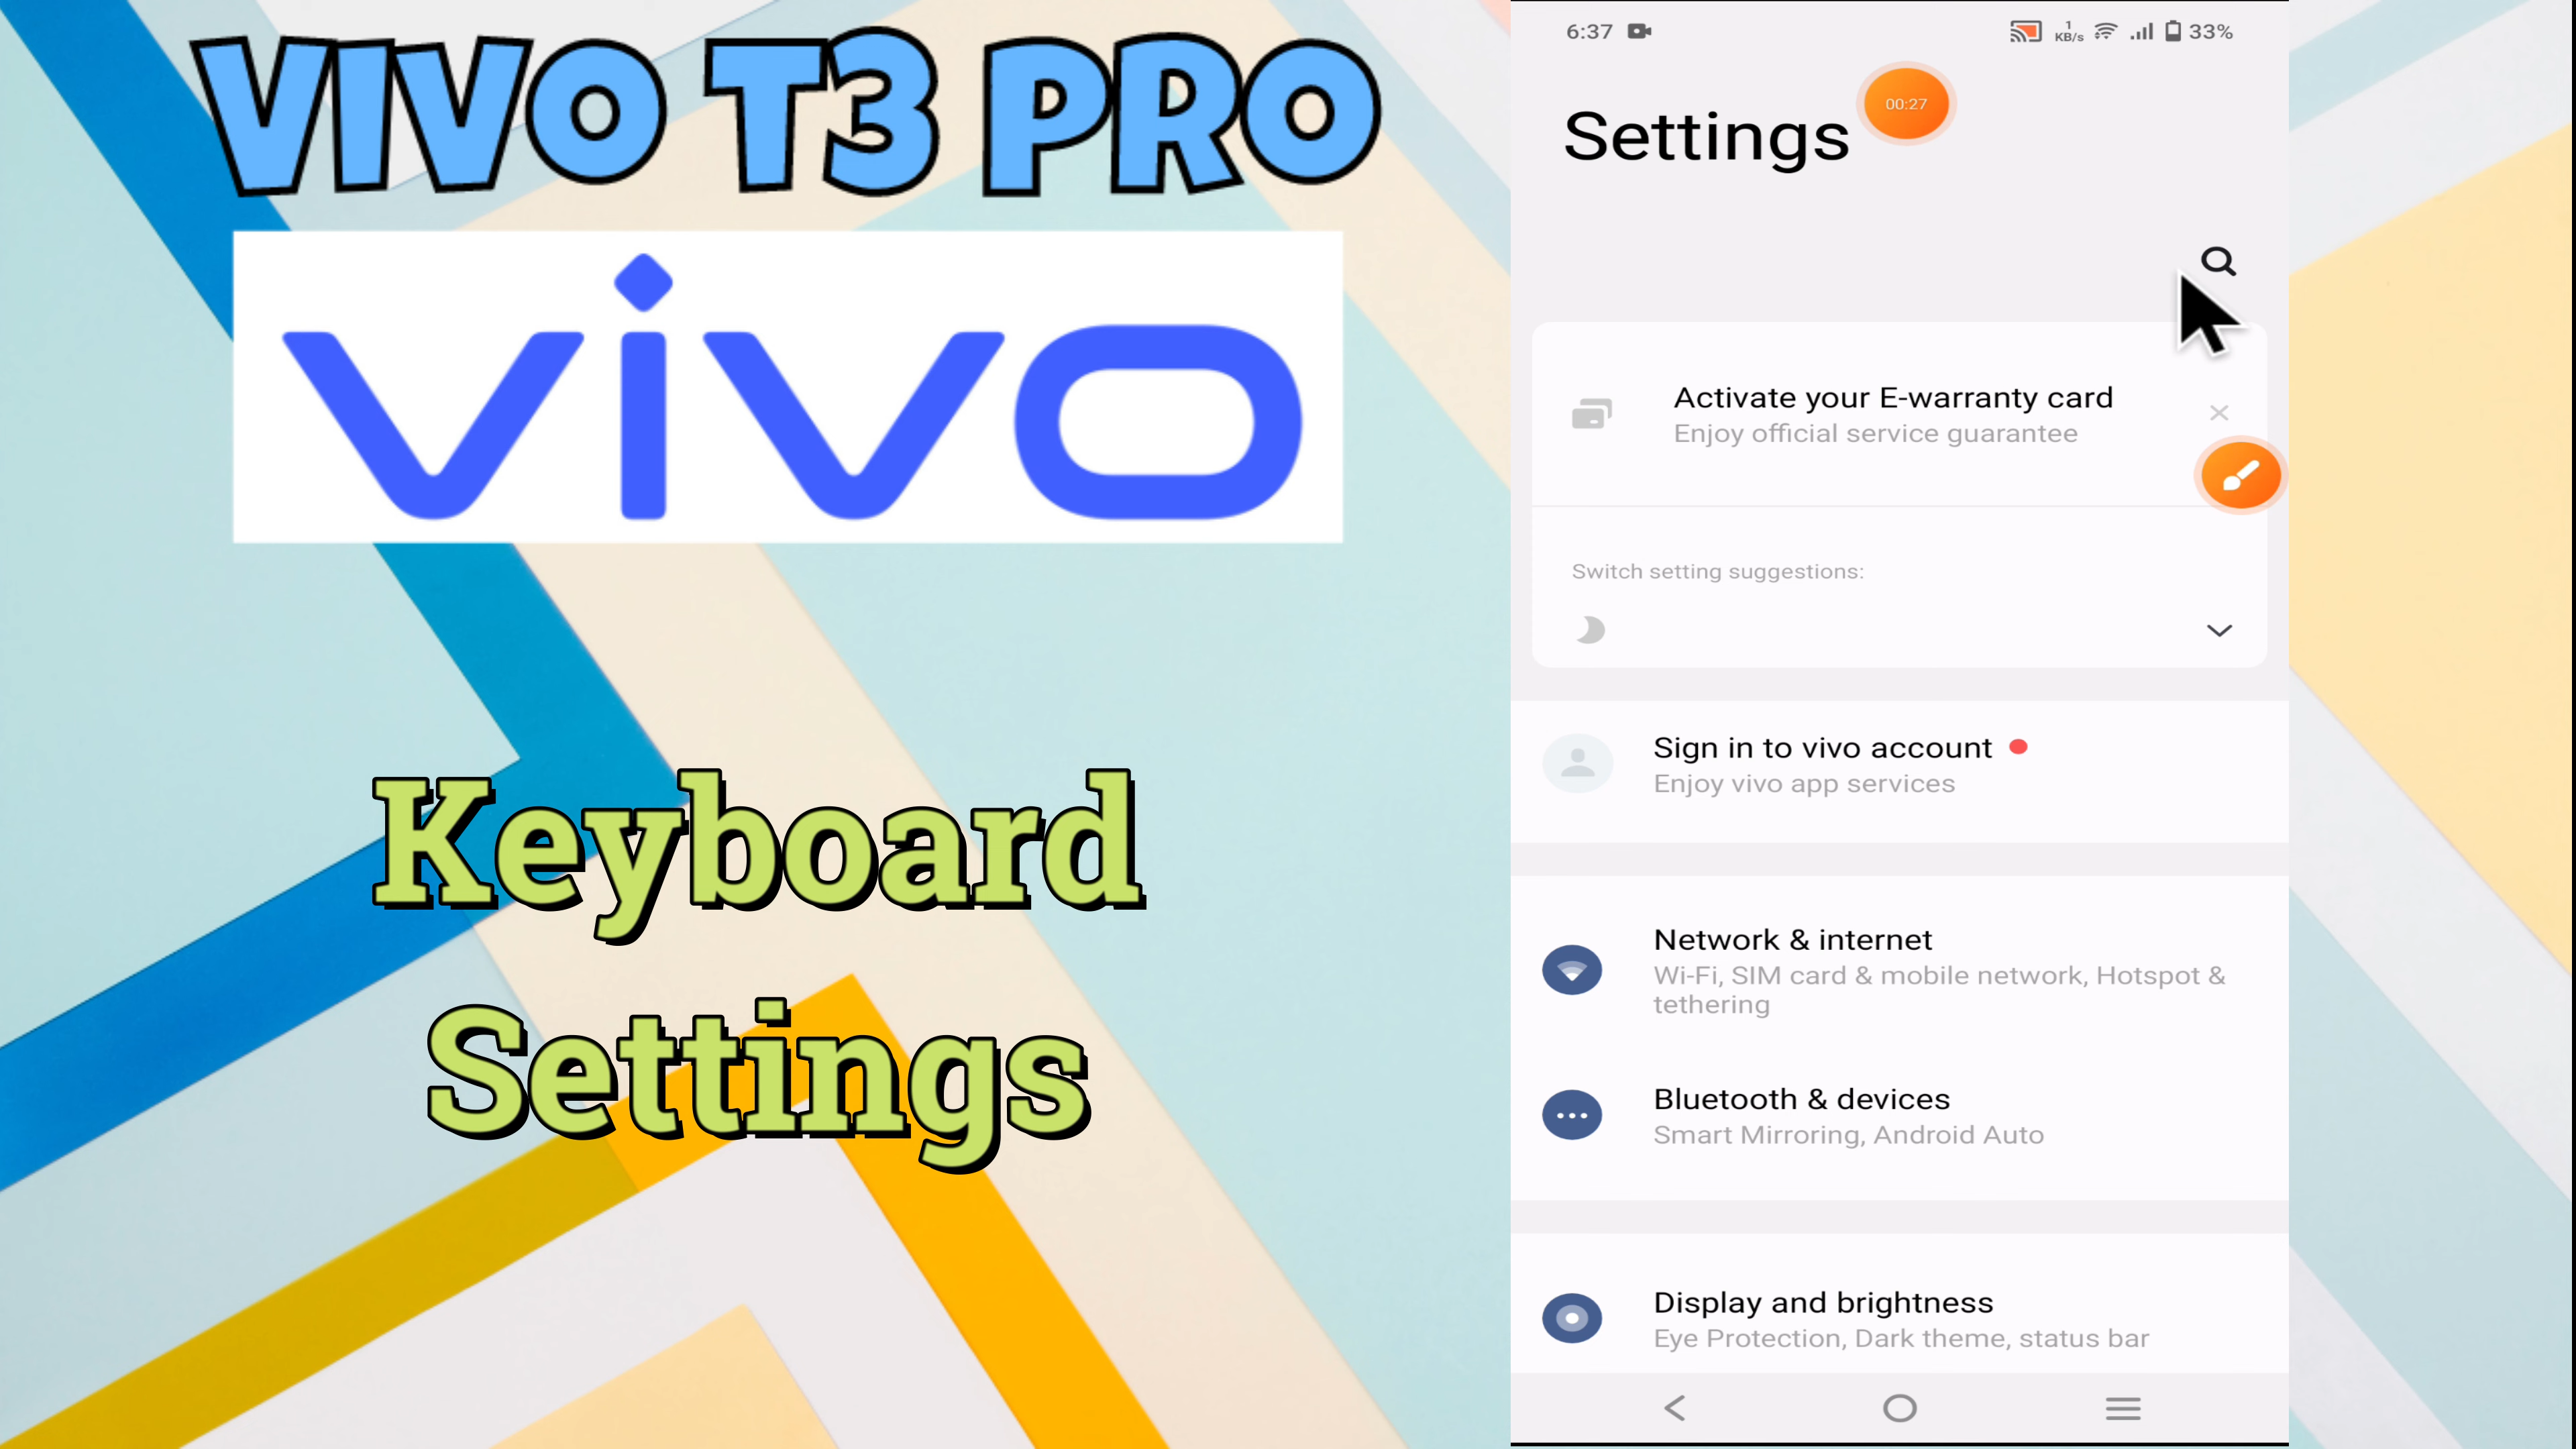 VIVO T3 PRO
vivo
Keyboard
Settings
6:37
1
KB/s
33%
00:27
Settings
Activate your E-warranty card
Enjoy official service guarantee
Switch setting suggestions:
Sign in to vivo account
Enjoy vivo app services
Network & internet
Wi-Fi, SIM card & mobile network, Hotspot &
tethering
Bluetooth & devices
Smart Mirroring, Android Auto
Display and brightness
Eye Protection, Dark theme, status bar